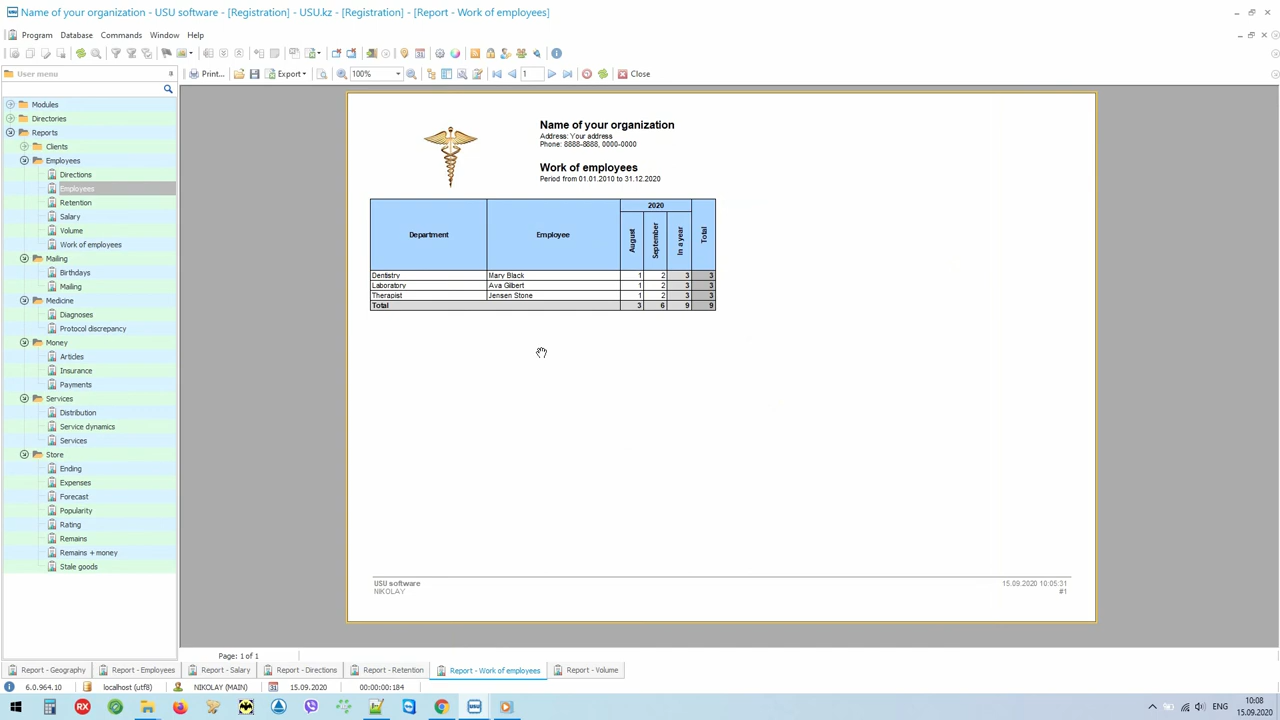 Name of your organization - USU software - [Registration] - USU.kz - [Registration] - [Report - Work of employees]
Program Database Commands Window Help
User menu
Print... Export 100% 1 Close
Modules
Directories
Reports
Clients
Employees
Directions
Employees
Retention
Salary
Volume
Work of employees
Mailing
Birthdays
Mailing
Medicine
Diagnoses
Protocol discrepancy
Money
Articles
Insurance
Payments
Services
Distribution
Service dynamics
Services
Store
Ending
Expenses
Forecast
Popularity
Rating
Remains
Remains + money
Stale goods
Name of your organization
Address: Your address
Phone: 8888-8888, 0000-0000
Work of employees
Period from 01.01.2010 to 31.12.2020
2020
Department Employee August September In a year Total
Dentistry Mary Black 1 2 3 3
Laboratory Ava Gilbert 1 2 3 3
Therapist Jensen Stone 1 2 3 3
Total 3 6 9 9
USU software 15.09.2020 10:05:31
NIKOLAY #1
Page: 1 of 1
Report - Geography Report - Employees Report - Salary Report - Directions Report - Retention Report - Work of employees Report - Volume
6.0.964.10 localhost (utf8) NIKOLAY (MAIN) 31 15.09.2020 00:00:00:184
RX USU ENG 10:08
15.09.2020